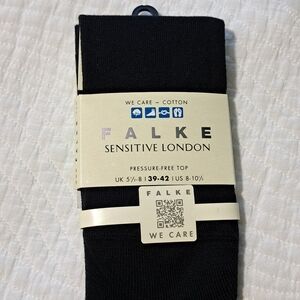 WE CARE – COTTON
FALKE
SENSITIVE LONDON
PRESSURE-FREE TOP
UK 5½-8 | 39-42 | US 8-10½
FALKE
WE CARE